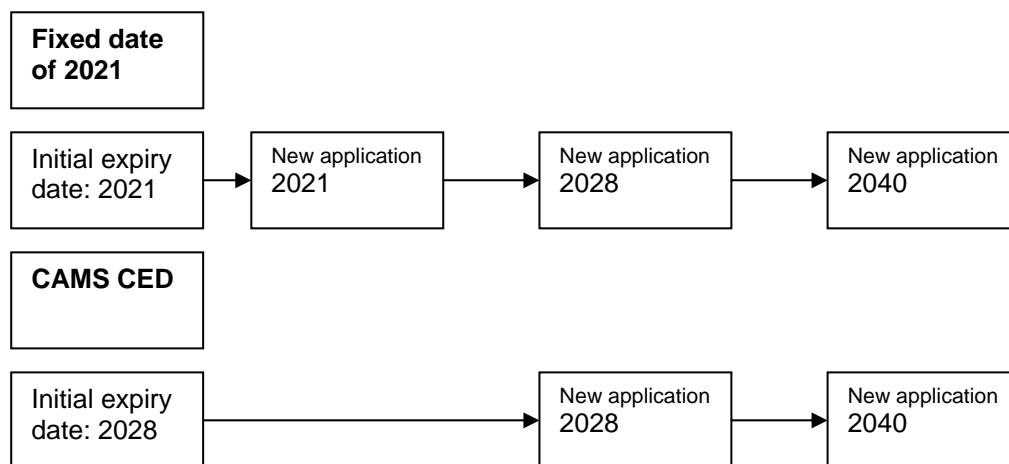 Fixed date
of 2021
Initial expiry
date: 2021
New application
2021
New application
2028
New application
2040
CAMS CED
Initial expiry
date: 2028
New application
2028
New application
2040